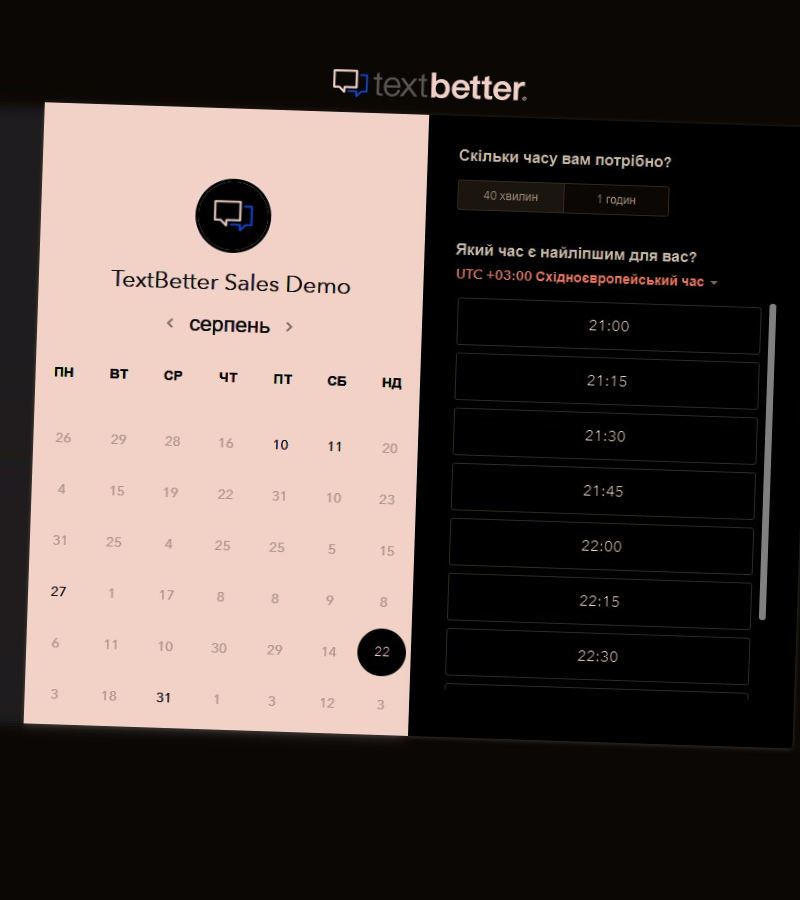 textbetter®
TextBetter Sales Demo
серпень
ПН ВТ СР ЧТ ПТ СБ НД
26 29 28 16 10 11 20
4 15 19 22 31 10 23
31 25 4 25 25 5 15
27 1 17 8 8 9 8
6 11 10 30 29 14 22
3 18 31 1 3 12 3
Скільки часу вам потрібно?
40 хвилин 1 годин
Який час є найліпшим для вас?
UTC +03:00 Східноєвропейський час
21:00
21:15
21:30
21:45
22:00
22:15
22:30